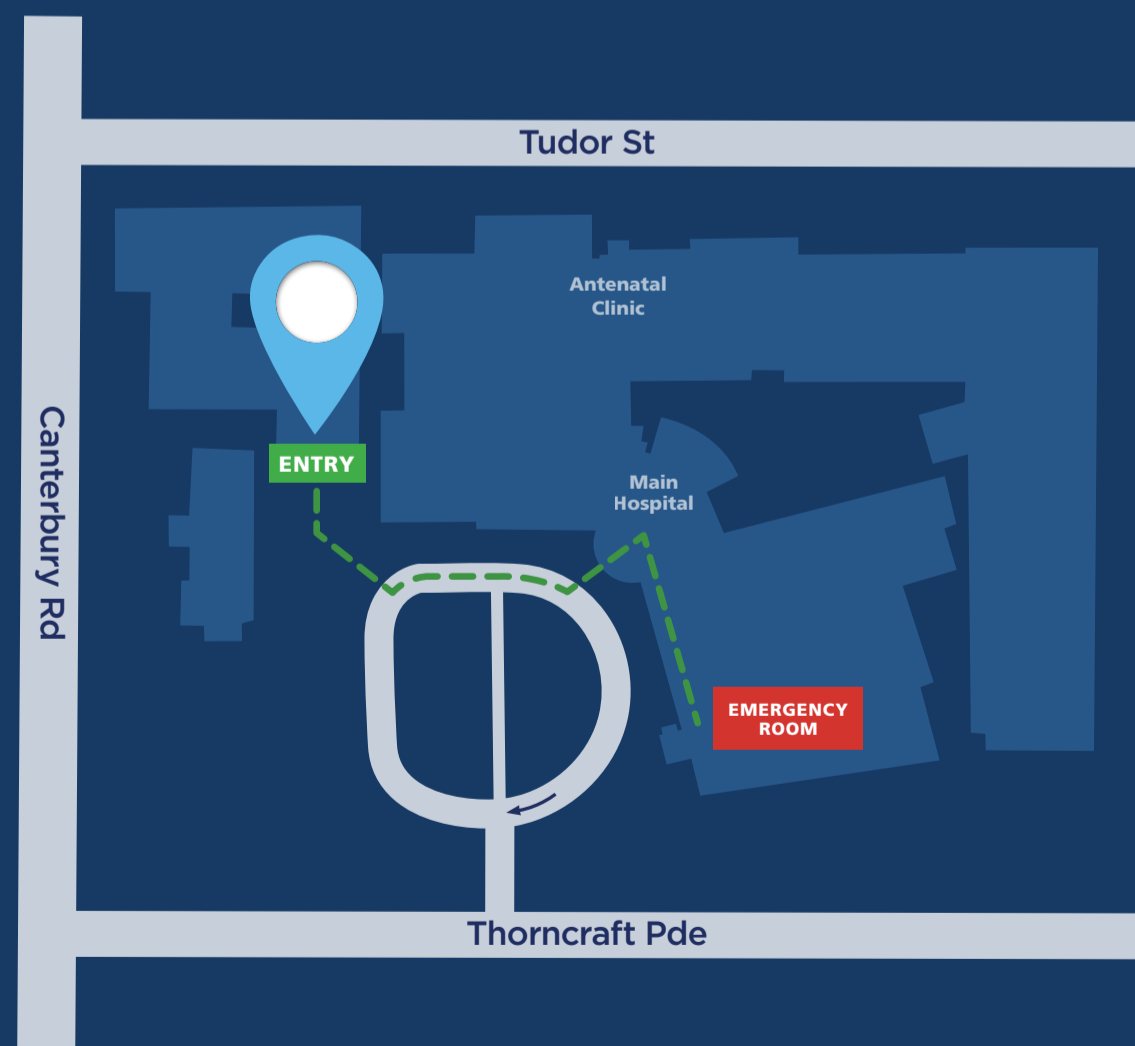 Tudor St
Antenatal
Clinic
Canterbury Rd
ENTRY
Main
Hospital
EMERGENCY
ROOM
Thorncraft Pde